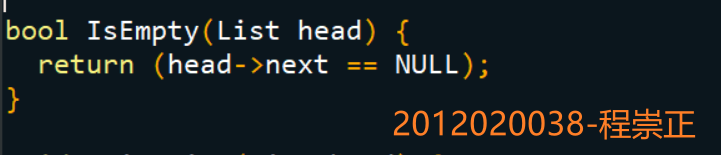 bool IsEmpty(List head) {
  return (head->next == NULL);
}
2012020038-程崇正